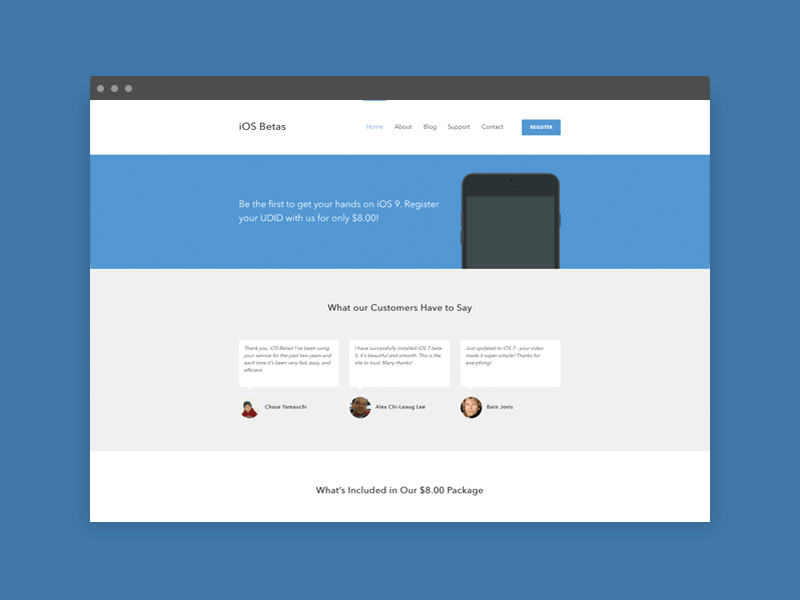 iOS Betas
Home About Blog Support Contact REGISTER
Be the first to get your hands on iOS 9. Register
your UDID with us for only $8.00!
What our Customers Have to Say
Thank you, iOS Betas! I've been using
your service for the past two years and
each time it's been very fast, easy, and
efficient.
Chase Yamauchi
I have successfully installed iOS 7 beta
5, it's beautiful and smooth. This is the
site to trust. Many thanks!
Alex Chi-Leaug Lee
Just updated to iOS 7 - your video
made it super simple! Thanks for
everything!
Barn Jovis
What's Included in Our $8.00 Package